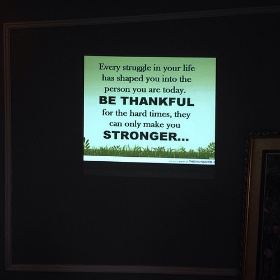 Every struggle in your life
has shaped you into the
person you are today.
BE THANKFUL
for the hard times, they
can only make you
STRONGER...